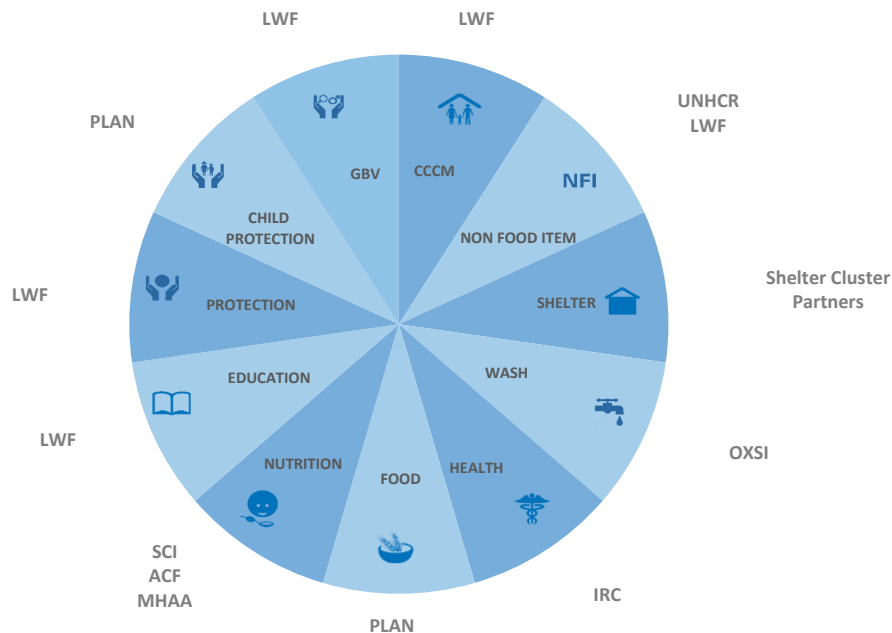 LWF
LWF
UNHCR
LWF
PLAN
GBV
CCCM
NFI
CHILD
PROTECTION
NON FOOD ITEM
LWF
PROTECTION
SHELTER
Shelter Cluster
Partners
EDUCATION
WASH
LWF
OXSI
NUTRITION
FOOD
HEALTH
SCI
ACF
MHAA
PLAN
IRC